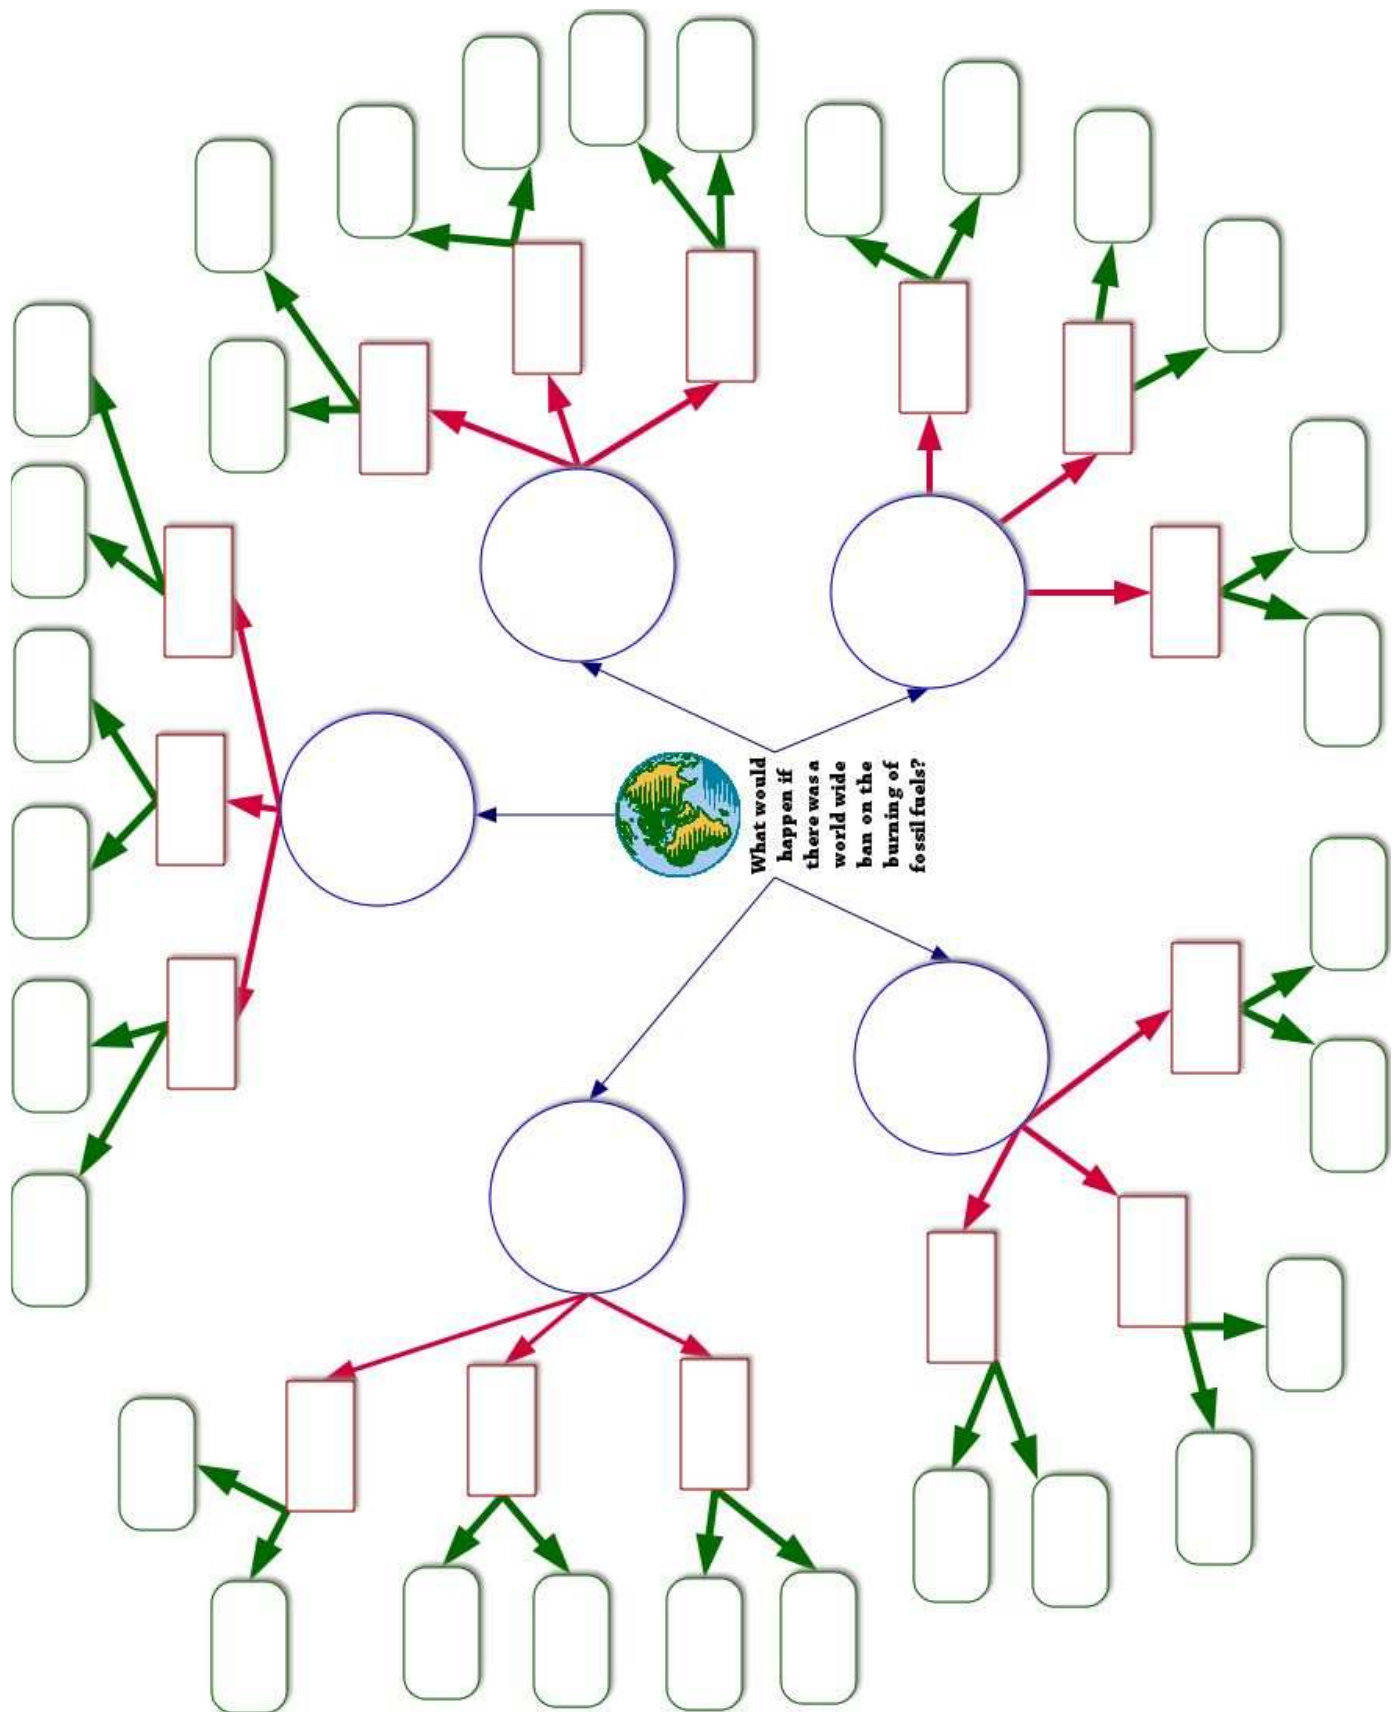 What would
happen if
there was a
world wide
ban on the
burning of
fossil fuels?